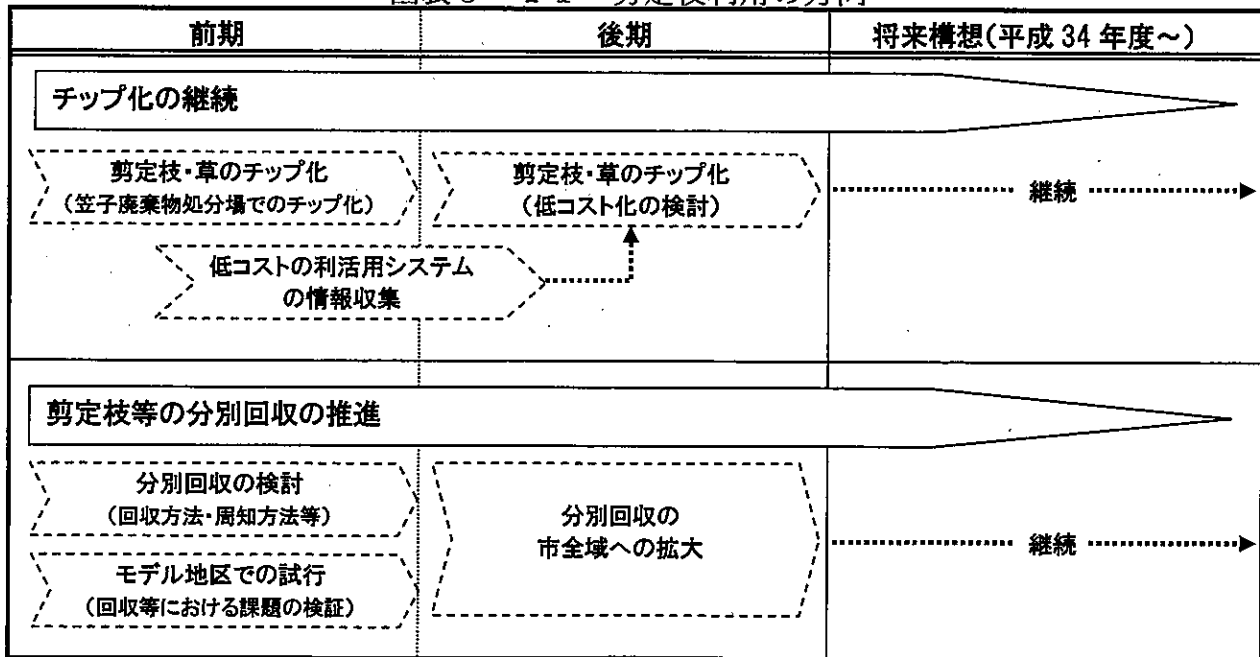 前期
後期
将来構想(平成34年度~)
チップ化の継続
剪定枝・草のチップ化
(笠子廃棄物処分場でのチップ化)
剪定枝・草のチップ化
(低コスト化の検討)
継続
低コストの利活用システム
の情報収集
剪定枝等の分別回収の推進
分別回収の検討
(回収方法・周知方法等)
分別回収の
市全域への拡大
継続
モデル地区での試行
(回収等における課題の検証)